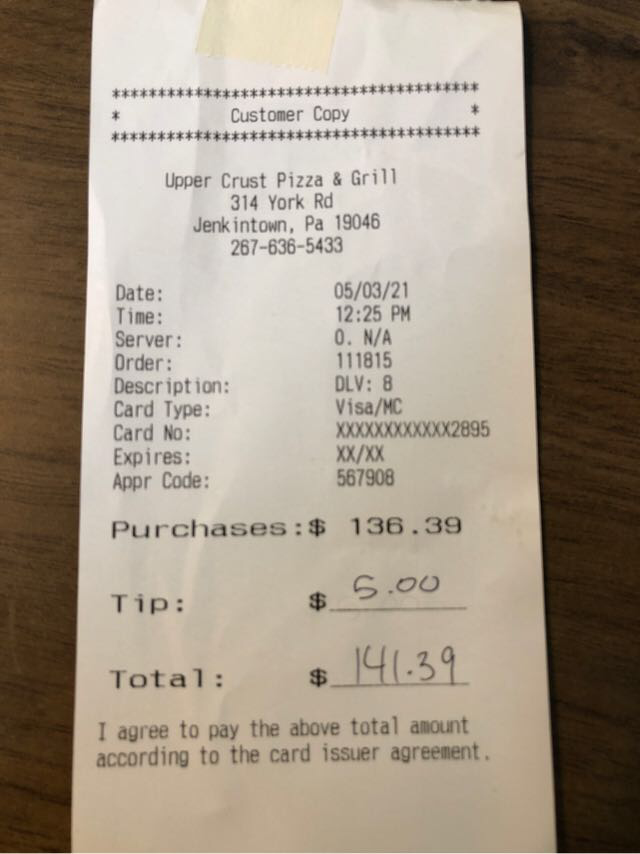 ****************************************
* Customer Copy *
****************************************
Upper Crust Pizza & Grill
314 York Rd
Jenkintown, Pa 19046
267-636-5433
Date: 05/03/21
Time: 12:25 PM
Server: O. N/A
Order: 111815
Description: DLV: 8
Card Type: Visa/MC
Card No: XXXXXXXXXXXX2895
Expires: XX/XX
Appr Code: 567908
Purchases:$ 136.39
Tip: $ 5.00
Total: $ 141.39
I agree to pay the above total amount
according to the card issuer agreement.